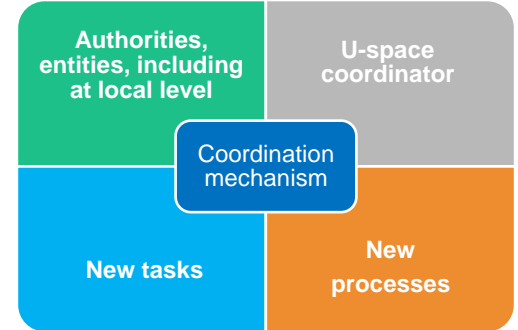 Authorities,
entities, including
at local level
U-space
coordinator
Coordination
mechanism
New tasks
New
processes